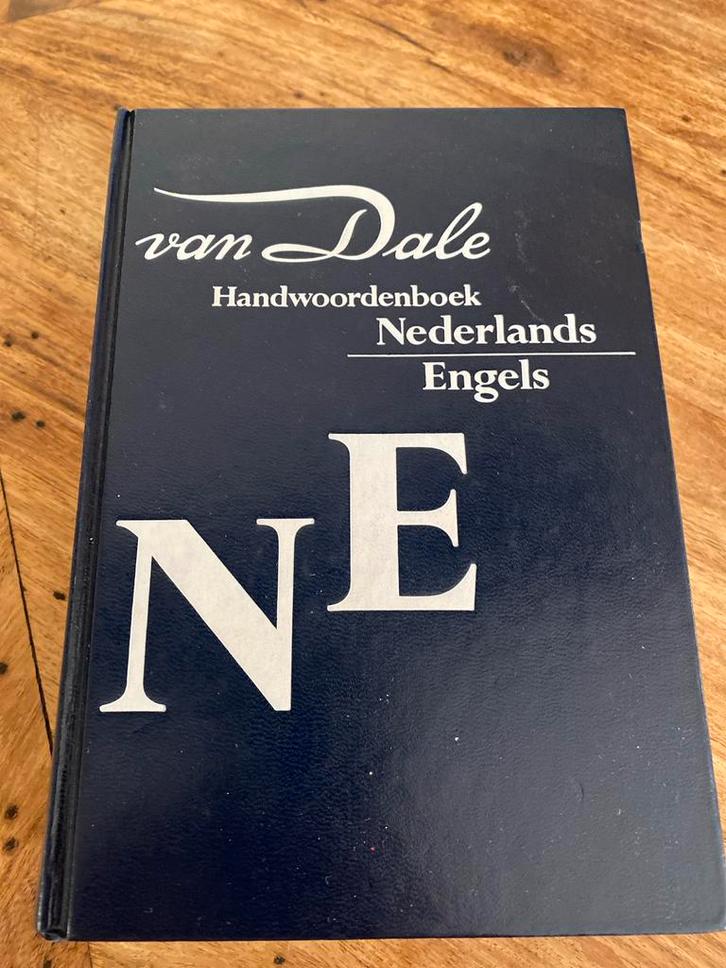 van Dale
Handwoordenboek
Nederlands
Engels
NE